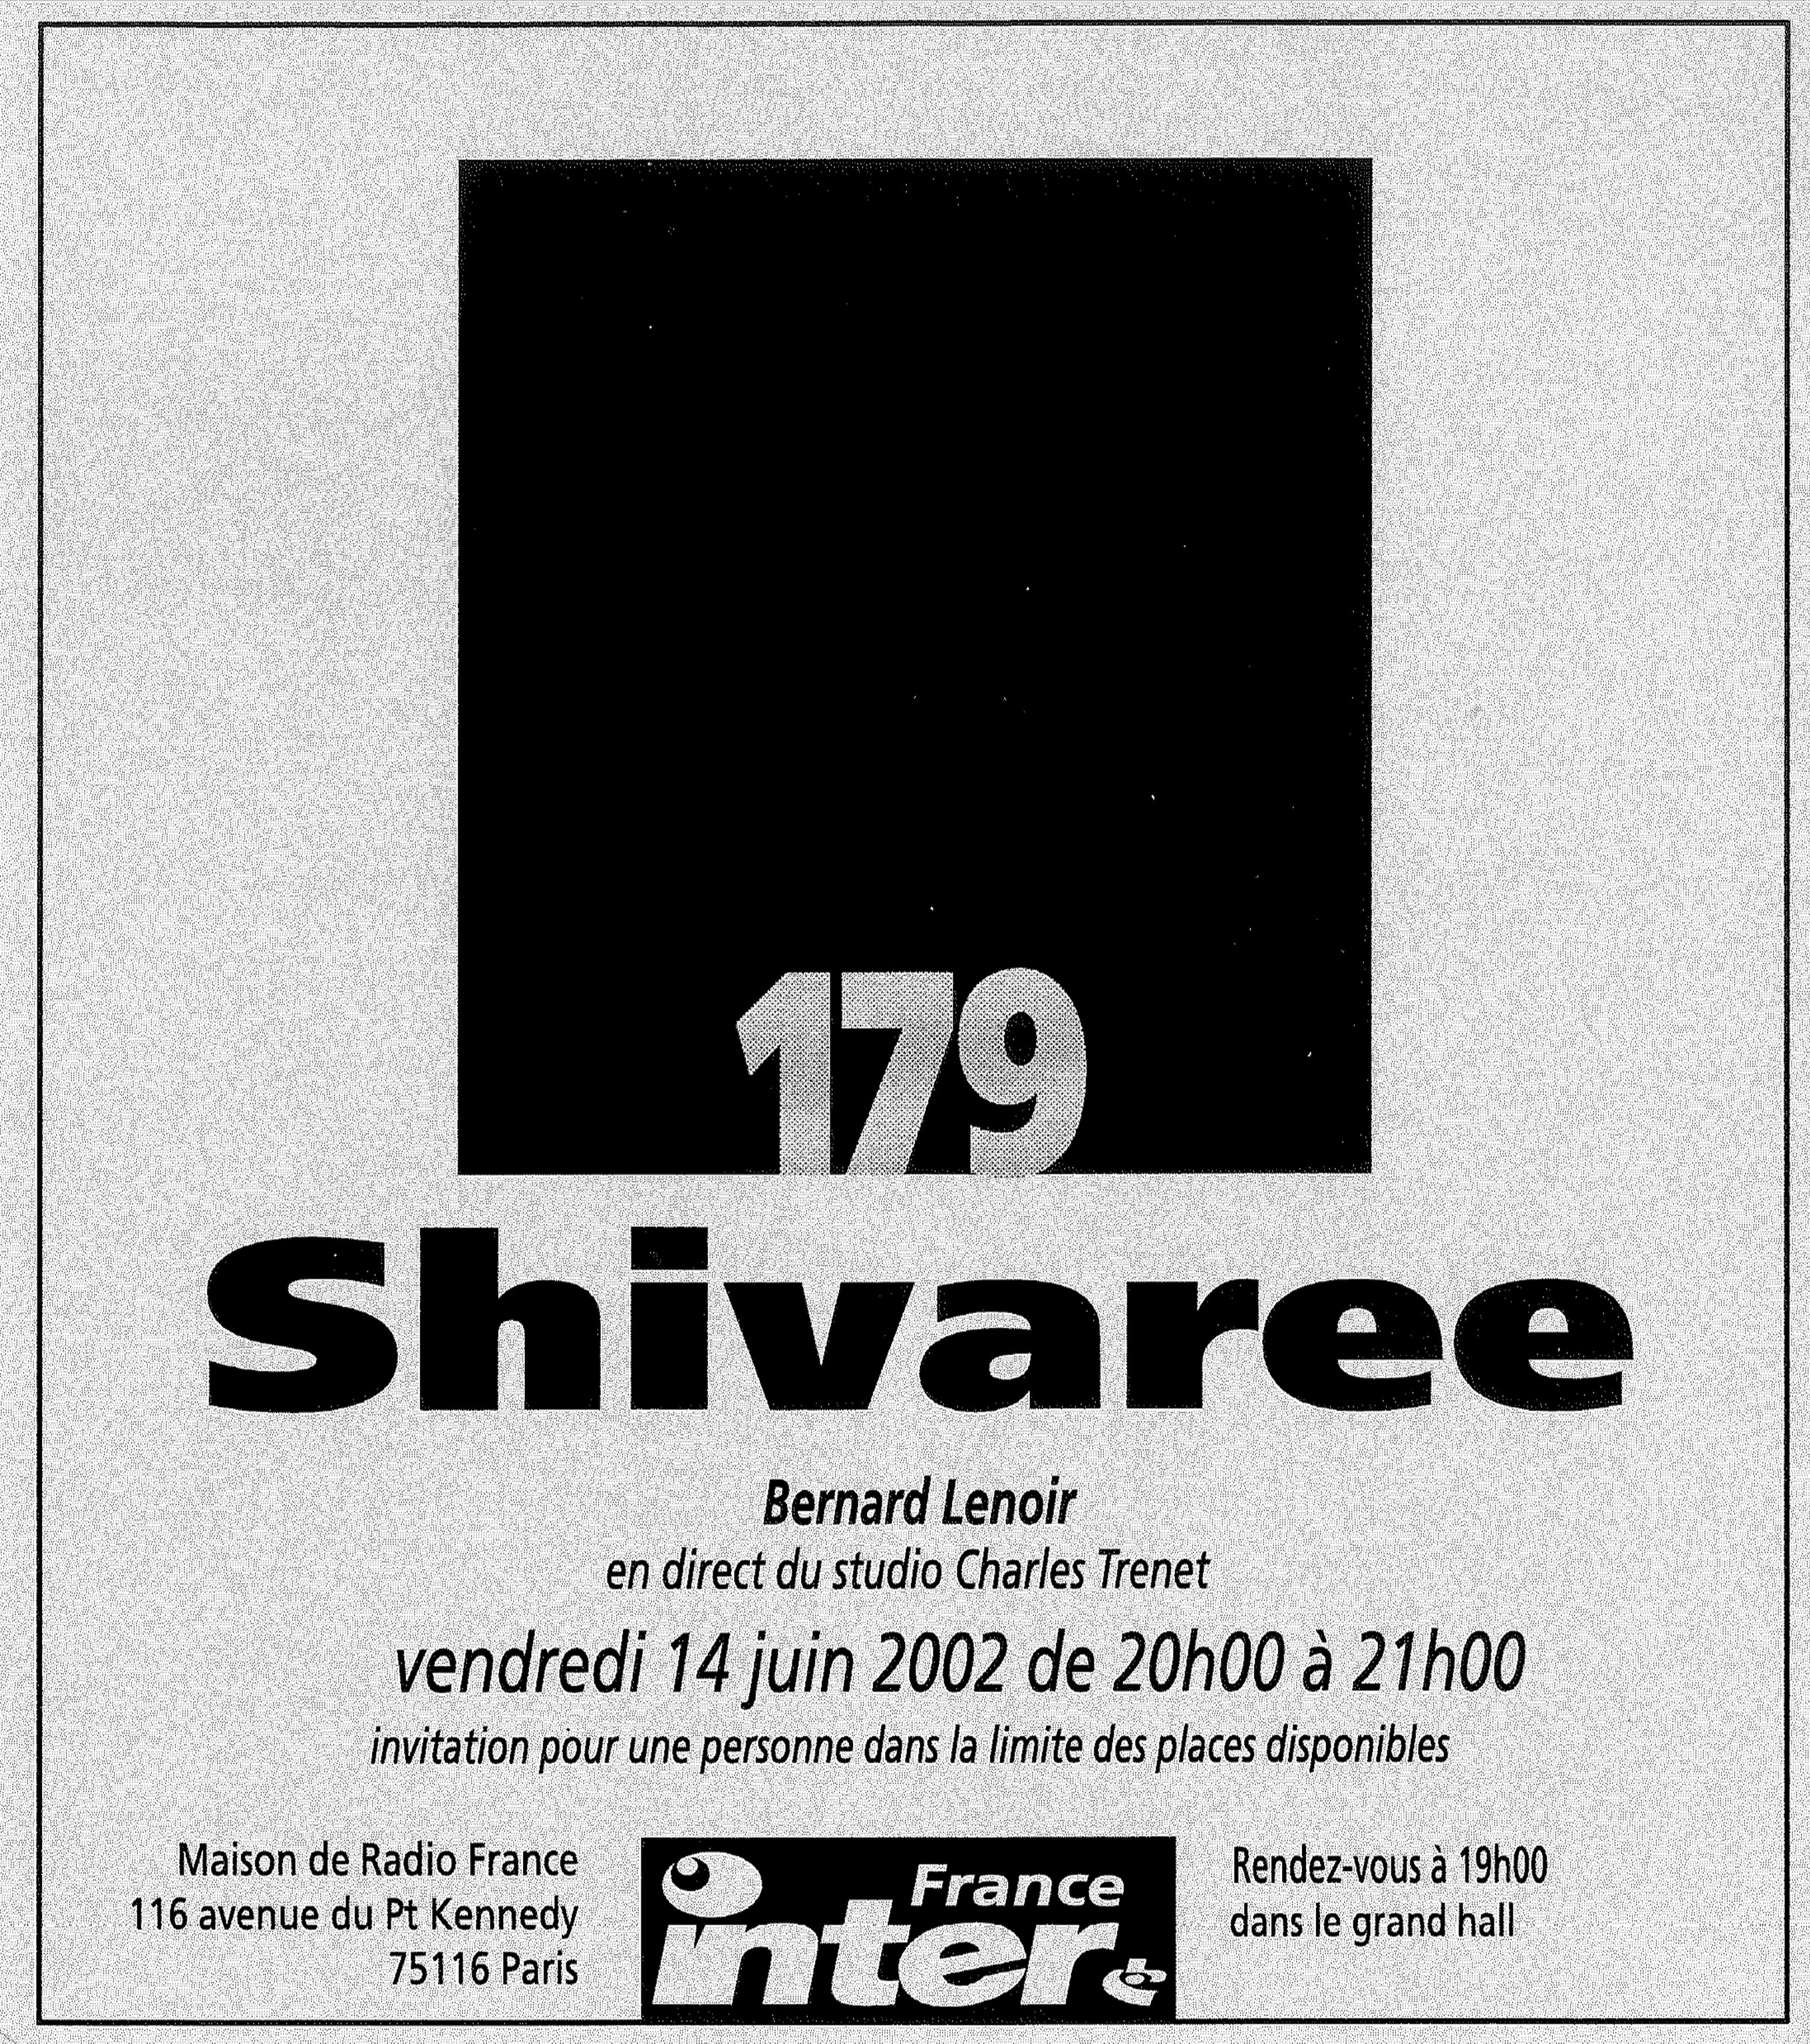 179
Shivaree
Bernard Lenoir
en direct du studio Charles Trenet
vendredi 14 juin 2002 de 20h00 à 21h00
invitation pour une personne dans la limite des places disponibles
Maison de Radio France
116 avenue du Pt Kennedy
75116 Paris
France
inter
Rendez-vous à 19h00
dans le grand hall